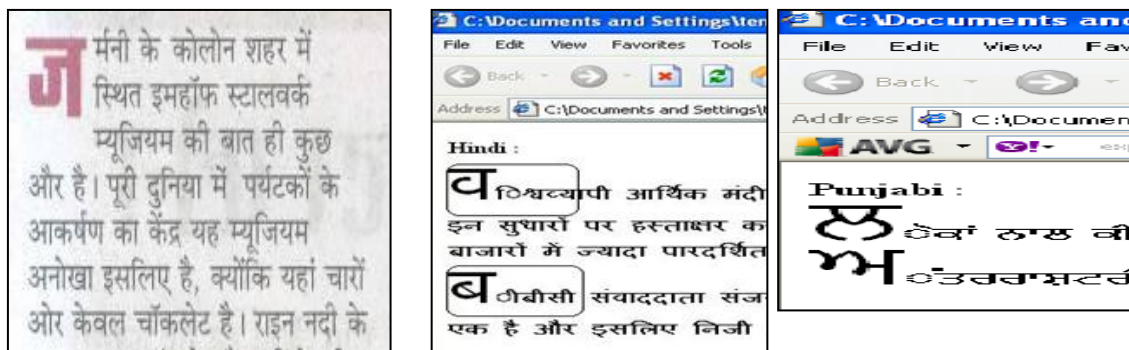 जर्मनी के कोलोन शहर में
स्थित इमहॉफ स्टालवर्क
म्यूजियम की बात ही कुछ
और है। पूरी दुनिया में पर्यटकों के
आकर्षण का केंद्र यह म्यूजियम
अनोखा इसलिए है, क्योंकि यहां चारों
ओर केवल चॉकलेट है। राइन नदी के
C:\Documents and Settings\ten
File Edit View Favorites Tools
Back
Address C:\Documents and Settings\t
Hindi :
व िश्वव्यापी आर्थिक मंदी
इन सुधारों पर हस्ताक्षर क
बाजारों में ज्यादा पारदर्शित
ब ीबीसी संवाददाता संज
एक है और इसलिए निजी
C:\Documents and
File Edit View Fav
Back
Address C:\Documen
AVG Y!
Punjabi :
ਲ ੋਕਾਂ ਨਾਲ ਕੀ
ਅ ੰਤਰਰਾਸ਼ਟਰੀ